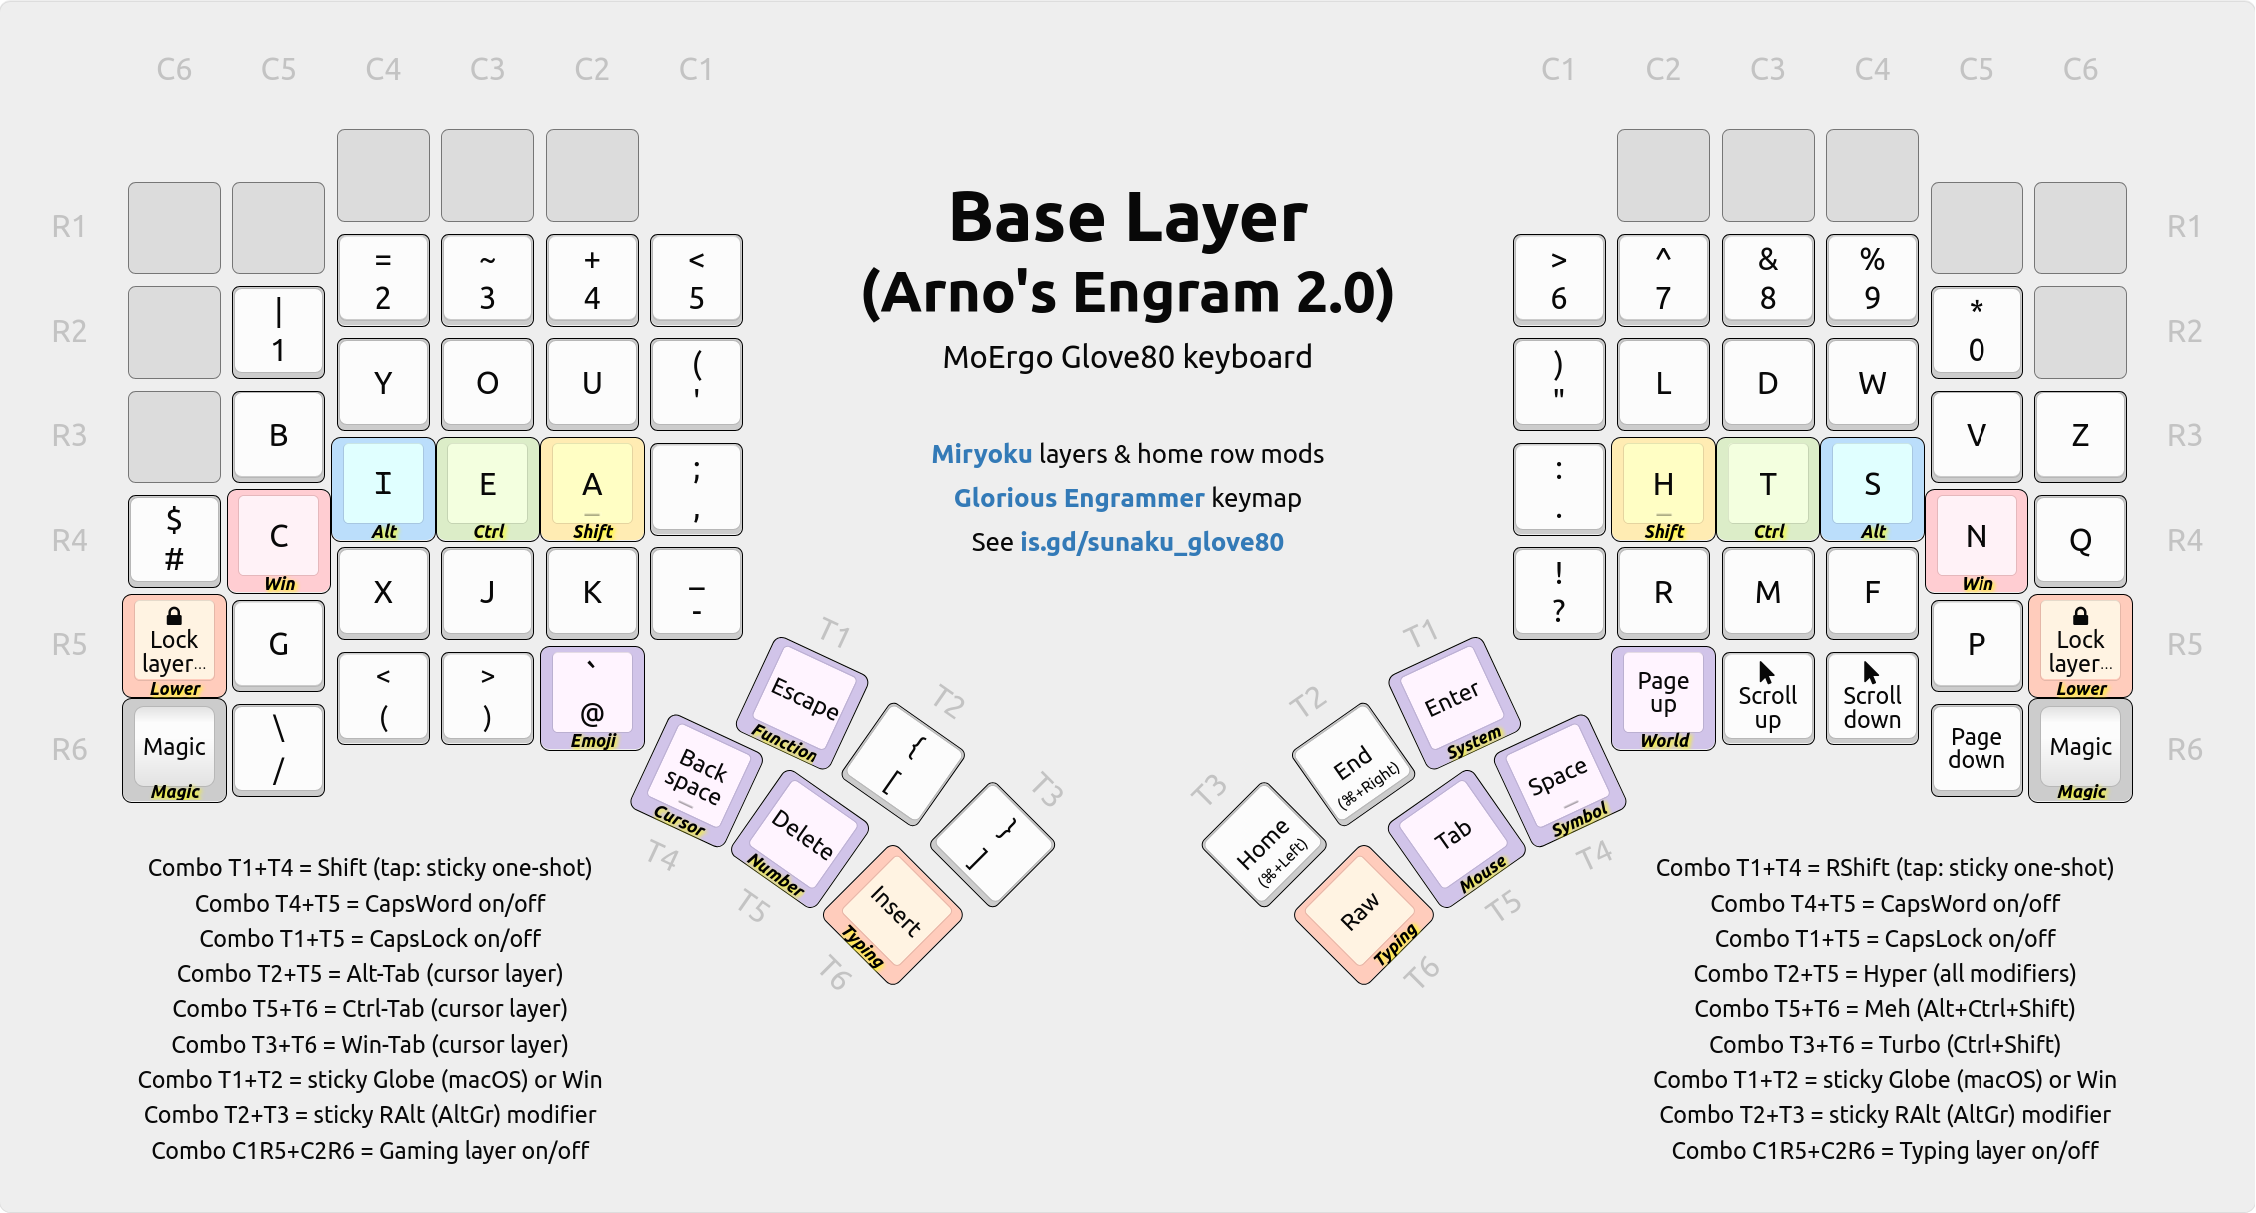 C6 C5 C4 C3 C2 C1
C1 C2 C3 C4 C5 C6
Base Layer
(Arno's Engram 2.0)
MoErgo Glove80 keyboard
Miryoku layers & home row mods
Glorious Engrammer keymap
See is.gd/sunaku_glove80
R1
R2
R3
R4
R5
R6
|
1
=
2
~
3
+
4
<
5
B
Y
O
U
(
'
$
#
C
Win
I
Alt
E
Ctrl
A
_
Shift
;
,
Lock
layer...
Lower
G
X
J
K
_
-
Magic
Magic
\
/
<
(
>
)
`
@
Emoji
T1
Escape
Function
T2
{
[
T3
}
]
Back
space
_
Cursor
T4
Delete
Number
T5
Insert
Typing
T6
R1
R2
R3
R4
R5
R6
>
6
^
7
&
8
%
9
*
0
)
"
L
D
W
V
Z
:
.
H
_
Shift
T
Ctrl
S
Alt
N
Win
Q
!
?
R
M
F
P
Lock
layer...
Lower
Page
up
World
Scroll
up
Scroll
down
Page
down
Magic
Magic
T1
Enter
System
T2
End
(⌘+Right)
T3
Home
(⌘+Left)
Space
_
Symbol
T4
Tab
Mouse
T5
Raw
Typing
T6
Combo T1+T4 = Shift (tap: sticky one-shot)
Combo T4+T5 = CapsWord on/off
Combo T1+T5 = CapsLock on/off
Combo T2+T5 = Alt-Tab (cursor layer)
Combo T5+T6 = Ctrl-Tab (cursor layer)
Combo T3+T6 = Win-Tab (cursor layer)
Combo T1+T2 = sticky Globe (macOS) or Win
Combo T2+T3 = sticky RAlt (AltGr) modifier
Combo C1R5+C2R6 = Gaming layer on/off
Combo T1+T4 = RShift (tap: sticky one-shot)
Combo T4+T5 = CapsWord on/off
Combo T1+T5 = CapsLock on/off
Combo T2+T5 = Hyper (all modifiers)
Combo T5+T6 = Meh (Alt+Ctrl+Shift)
Combo T3+T6 = Turbo (Ctrl+Shift)
Combo T1+T2 = sticky Globe (macOS) or Win
Combo T2+T3 = sticky RAlt (AltGr) modifier
Combo C1R5+C2R6 = Typing layer on/off